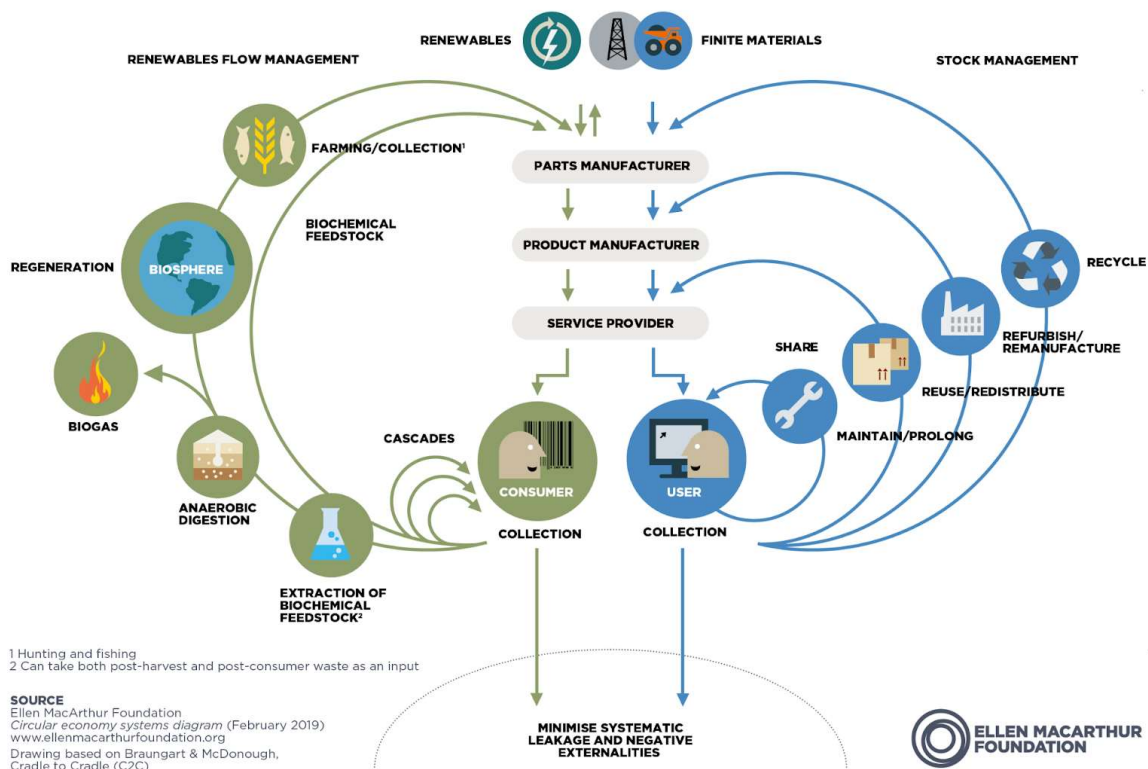 RENEWABLES
FINITE MATERIALS
RENEWABLES FLOW MANAGEMENT
STOCK MANAGEMENT
FARMING/COLLECTION¹
PARTS MANUFACTURER
BIOCHEMICAL
FEEDSTOCK
PRODUCT MANUFACTURER
REGENERATION
BIOSPHERE
RECYCLE
SERVICE PROVIDER
SHARE
REFURBISH/
REMANUFACTURE
REUSE/REDISTRIBUTE
BIOGAS
CASCADES
MAINTAIN/PROLONG
CONSUMER
USER
ANAEROBIC
DIGESTION
COLLECTION
COLLECTION
EXTRACTION OF
BIOCHEMICAL
FEEDSTOCK²
1 Hunting and fishing
2 Can take both post-harvest and post-consumer waste as an input
SOURCE
Ellen MacArthur Foundation
Circular economy systems diagram (February 2019)
www.ellenmacarthurfoundation.org
Drawing based on Braungart & McDonough,
Cradle to Cradle (C2C)
MINIMISE SYSTEMATIC
LEAKAGE AND NEGATIVE
EXTERNALITIES
ELLEN MACARTHUR
FOUNDATION